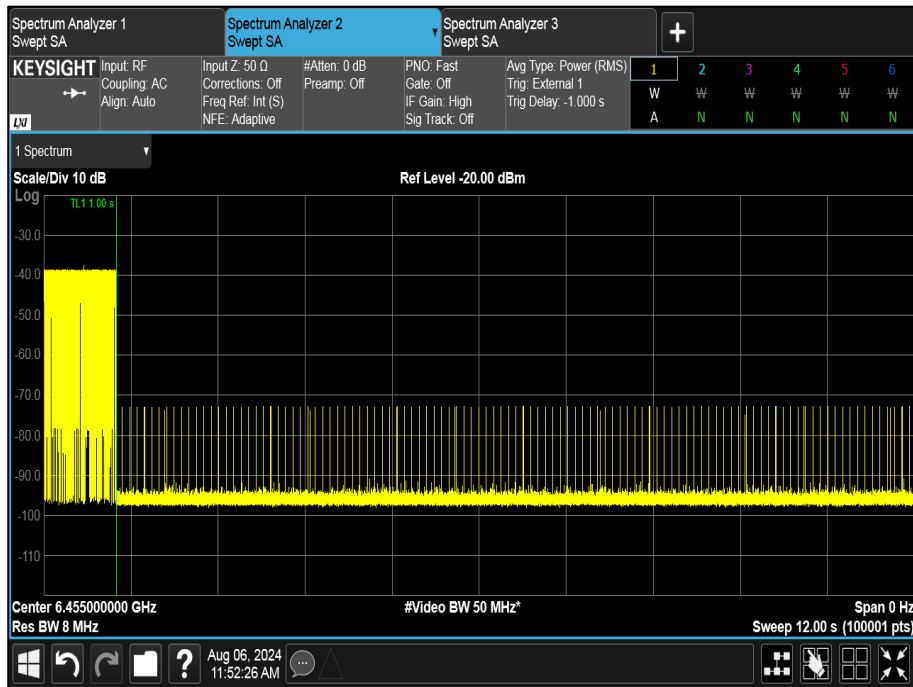 Spectrum Analyzer 1
Swept SA
Spectrum Analyzer 2
Swept SA
Spectrum Analyzer 3
Swept SA
KEYSIGHT
LXI
Input: RF
Coupling: AC
Align: Auto
Input Z: 50 Ω
Corrections: Off
Freq Ref: Int (S)
NFE: Adaptive
#Atten: 0 dB
Preamp: Off
PNO: Fast
Gate: Off
IF Gain: High
Sig Track: Off
Avg Type: Power (RMS)
Trig: External 1
Trig Delay: -1.000 s
1 2 3 4 5 6
W W W W W W
A N N N N N
1 Spectrum
Scale/Div 10 dB
Ref Level -20.00 dBm
Log
TL1 1.00 s
-30.0
-40.0
-50.0
-60.0
-70.0
-80.0
-90.0
-100
-110
Center 6.455000000 GHz
#Video BW 50 MHz*
Span 0 Hz
Res BW 8 MHz
Sweep 12.00 s (100001 pts)
?
Aug 06, 2024
11:52:26 AM